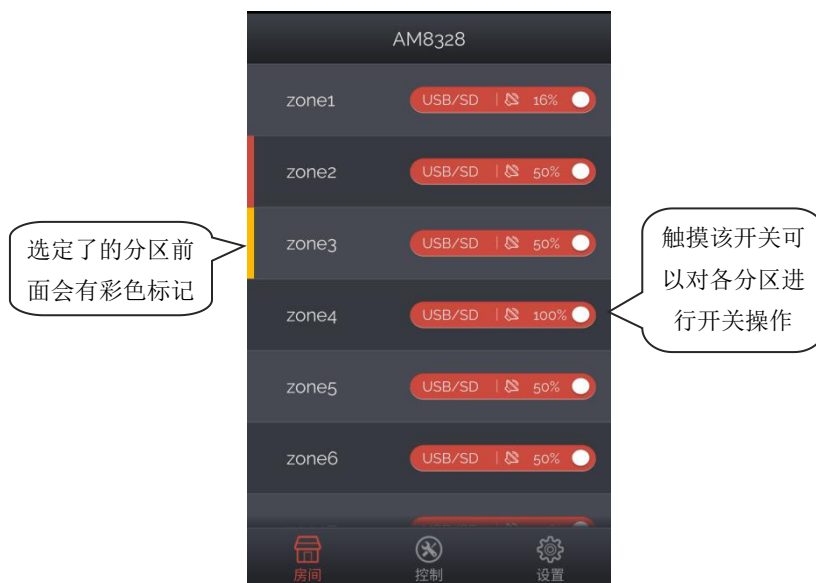 AM8328
zone1 USB/SD 16%
zone2 USB/SD 50%
选定了的分区前
面会有彩色标记
zone3 USB/SD 50%
触摸该开关可
以对各分区进
行开关操作
zone4 USB/SD 100%
zone5 USB/SD 50%
zone6 USB/SD 50%
房间 控制 设置